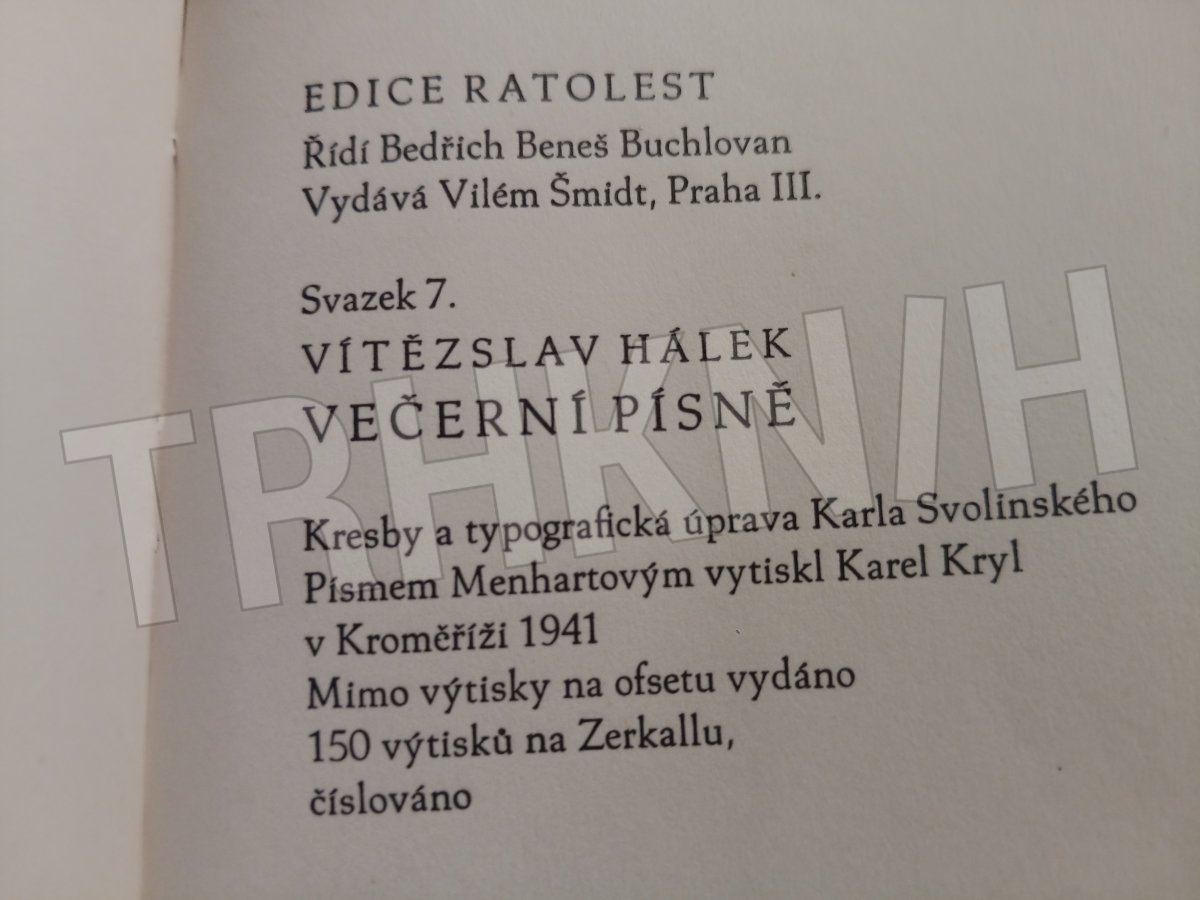 EDICE RATOLEST
Řídí Bedřich Beneš Buchlovan
Vydává Vilém Šmidt, Praha III.
Svazek 7.
VÍTĚZSLAV HÁLEK
VEČERNÍ PÍSNĚ
Kresby a typografická úprava Karla Svolinského
Písmem Menhartovým vytiskl Karel Kryl
v Kroměříži 1941
Mimo výtisky na ofsetu vydáno
150 výtisků na Zerkallu,
číslováno
TRHKN/H